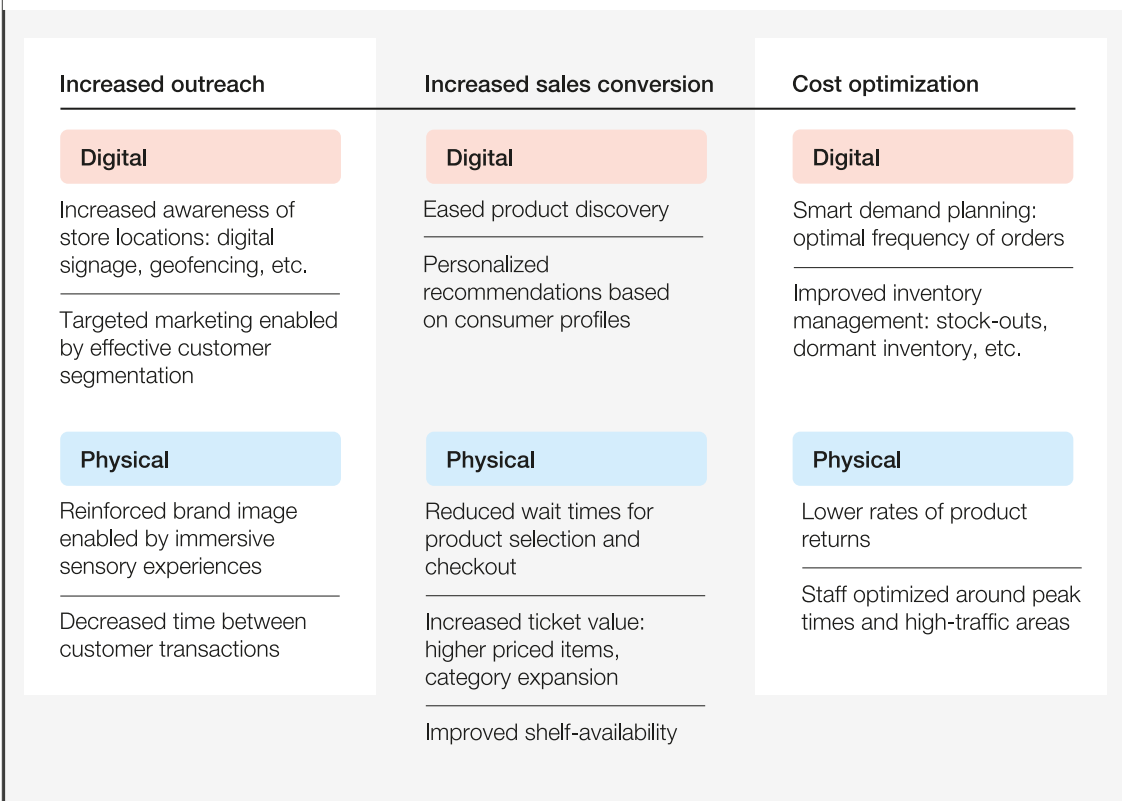 Increased outreach
Digital
Increased awareness of
store locations: digital
signage, geofencing, etc.
Targeted marketing enabled
by effective customer
segmentation
Physical
Reinforced brand image
enabled by immersive
sensory experiences
Decreased time between
customer transactions
Increased sales conversion
Digital
Eased product discovery
Personalized
recommendations based
on consumer profiles
Physical
Reduced wait times for
product selection and
checkout
Increased ticket value:
higher priced items,
category expansion
Improved shelf-availability
Cost optimization
Digital
Smart demand planning:
optimal frequency of orders
Improved inventory
management: stock-outs,
dormant inventory, etc.
Physical
Lower rates of product
returns
Staff optimized around peak
times and high-traffic areas